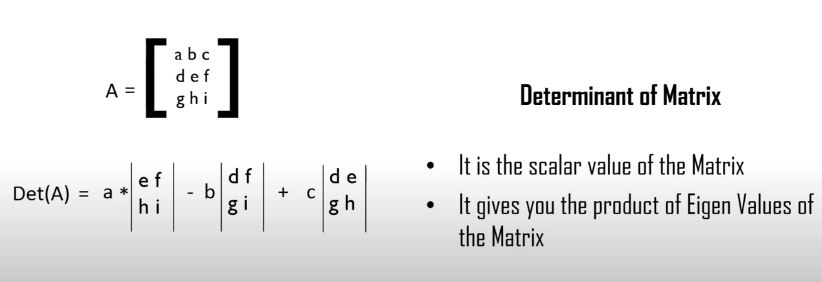 A = [ a b c
d e f
g h i ]
Det(A) = a * | e f | - b | d f | + c | d e |
| h i | | g i | | g h |
Determinant of Matrix
• It is the scalar value of the Matrix
• It gives you the product of Eigen Values of
the Matrix